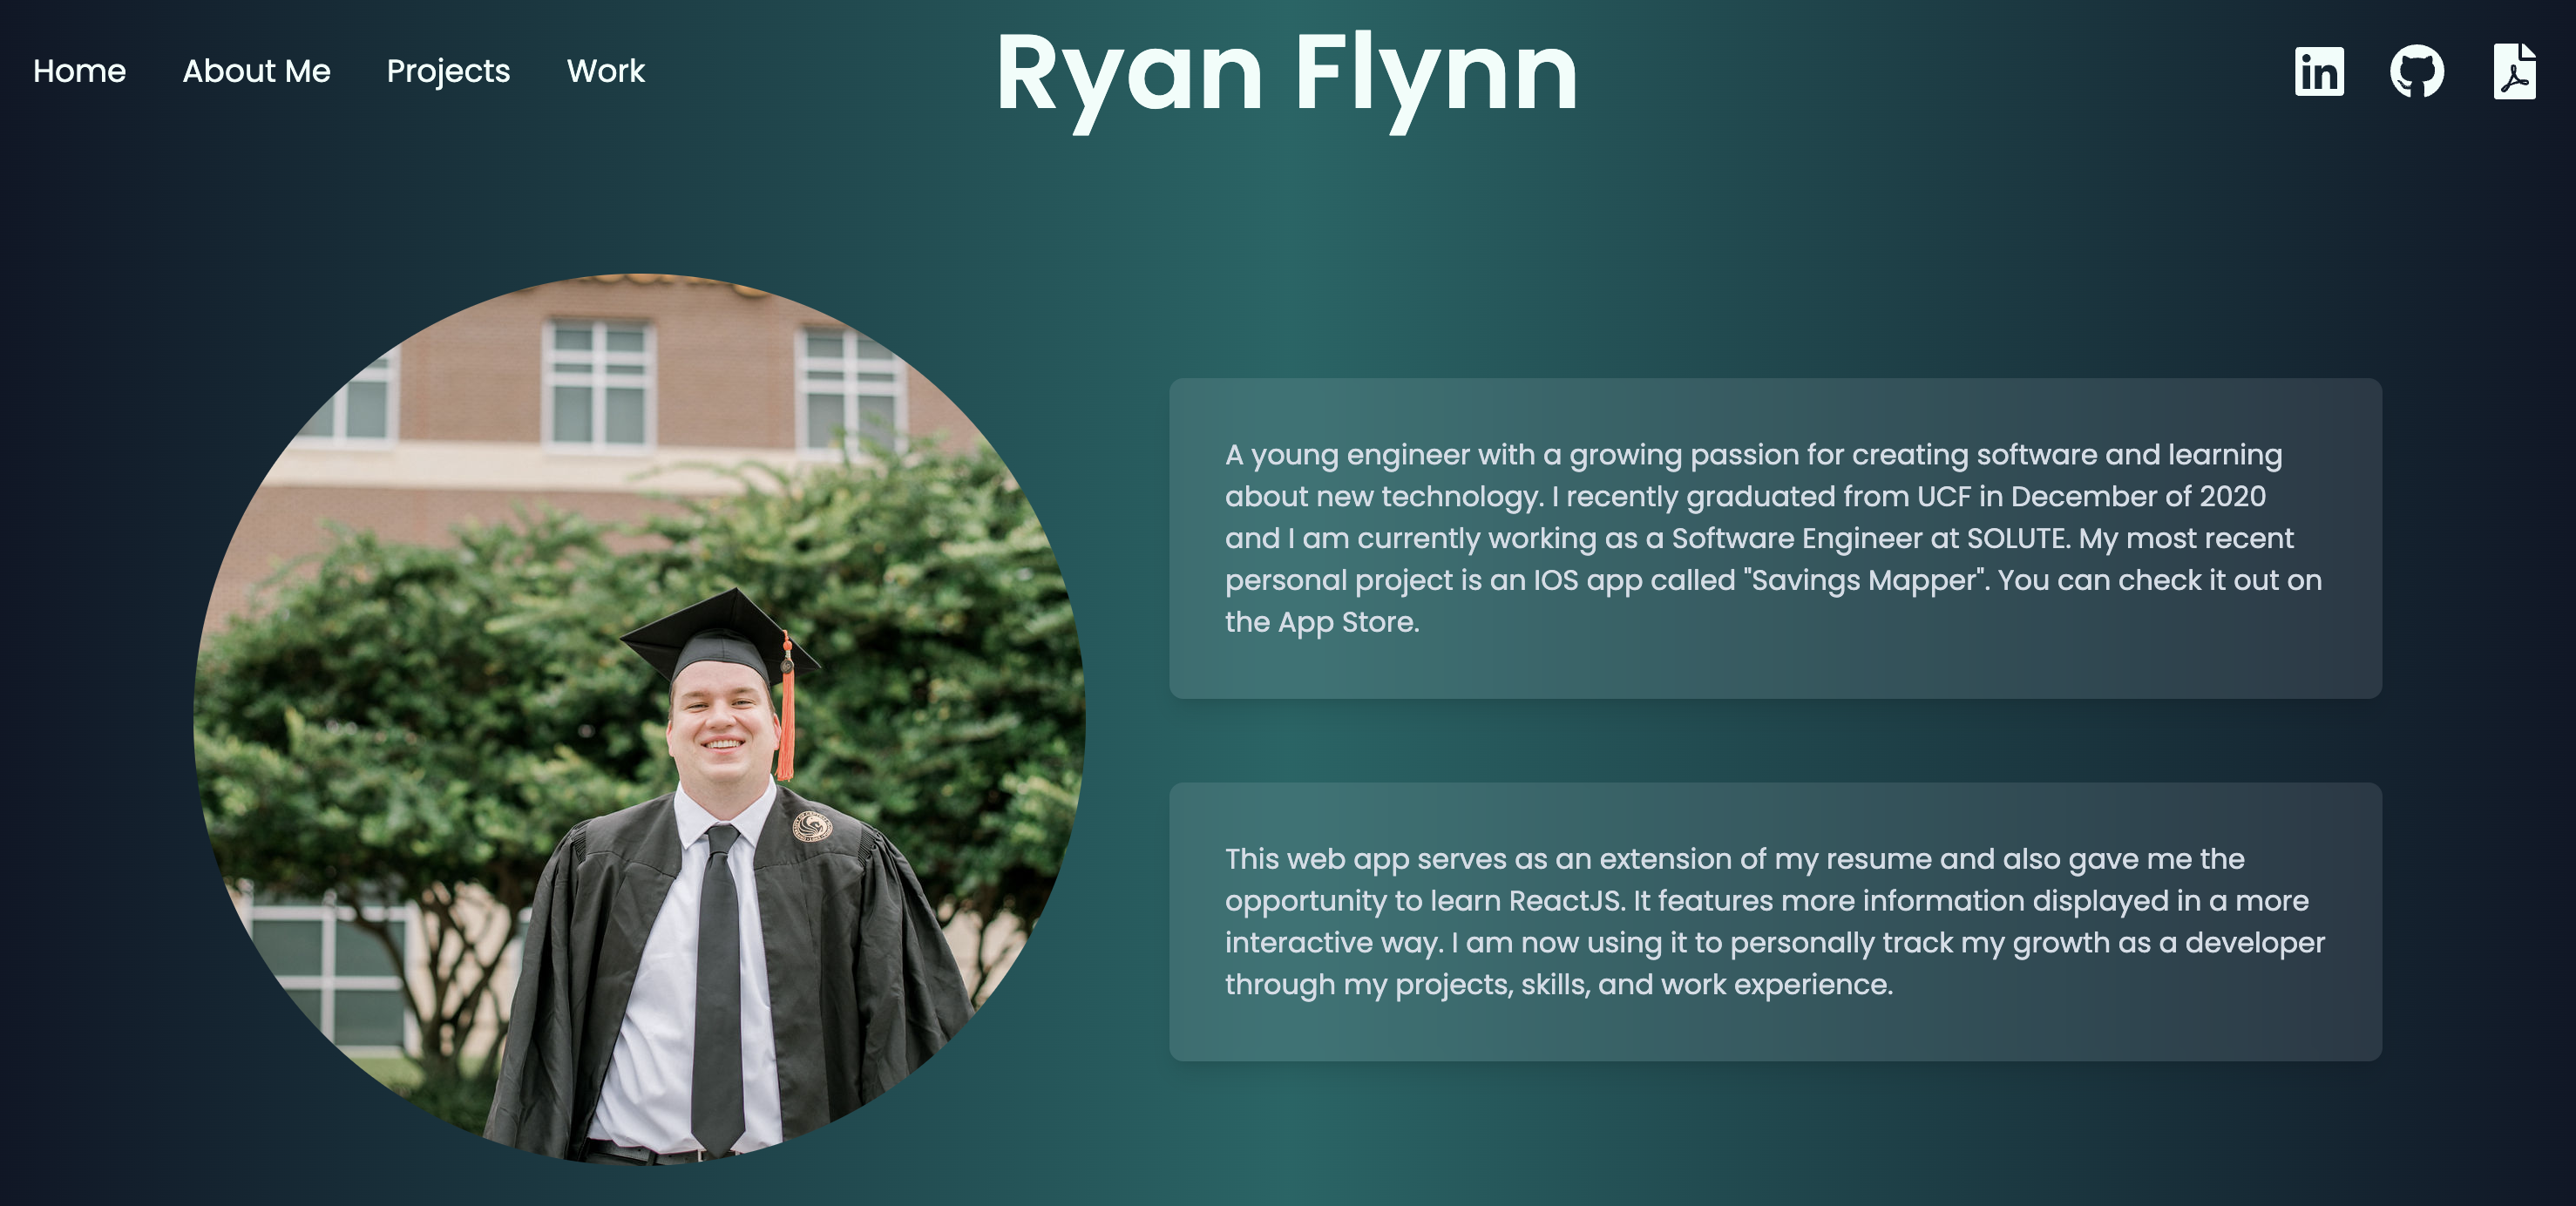 Home About Me Projects Work
Ryan Flynn
in
A young engineer with a growing passion for creating software and learning
about new technology. I recently graduated from UCF in December of 2020
and I am currently working as a Software Engineer at SOLUTE. My most recent
personal project is an IOS app called "Savings Mapper". You can check it out on
the App Store.
This web app serves as an extension of my resume and also gave me the
opportunity to learn ReactJS. It features more information displayed in a more
interactive way. I am now using it to personally track my growth as a developer
through my projects, skills, and work experience.